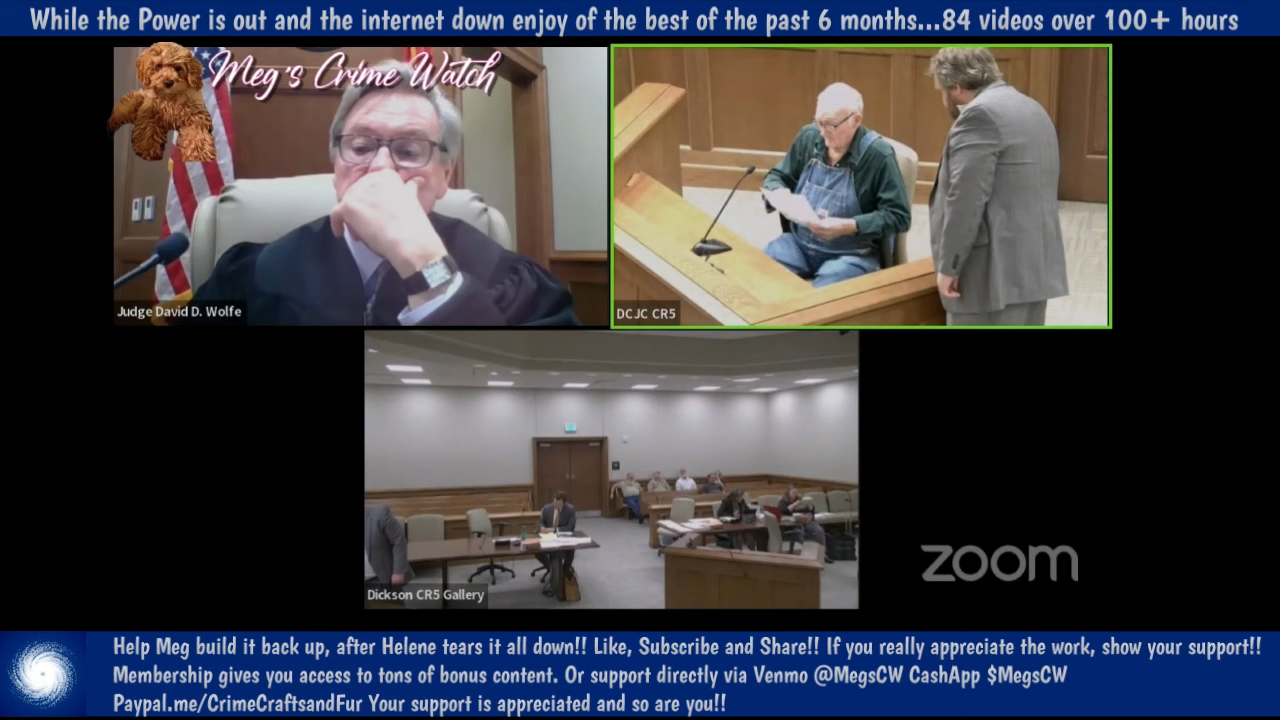 While the Power is out and the internet down enjoy of the best of the past 6 months...84 videos over 100+ hours
Meg's Crime Watch
Judge David D. Wolfe
DCJC CR5
Dickson CR5 Gallery
zoom
Help Meg build it back up, after Helene tears it all down!! Like, Subscribe and Share!! If you really appreciate the work, show your support!!
Membership gives you access to tons of bonus content. Or support directly via Venmo @MegsCW CashApp $MegsCW
Paypal.me/CrimeCraftsandFur Your support is appreciated and so are you!!